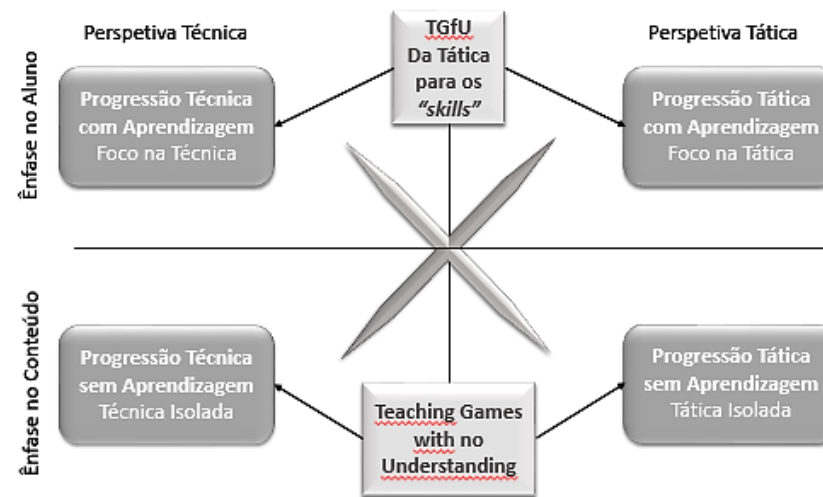 Perspetiva Técnica
TGfU
Da Tática
para os
“skills”
Perspetiva Tática
Ênfase no Aluno
Progressão Técnica
com Aprendizagem
Foco na Técnica
Progressão Tática
com Aprendizagem
Foco na Tática
Ênfase no Conteúdo
Progressão Técnica
sem Aprendizagem
Técnica Isolada
Teaching Games
with no
Understanding
Progressão Tática
sem Aprendizagem
Tática Isolada